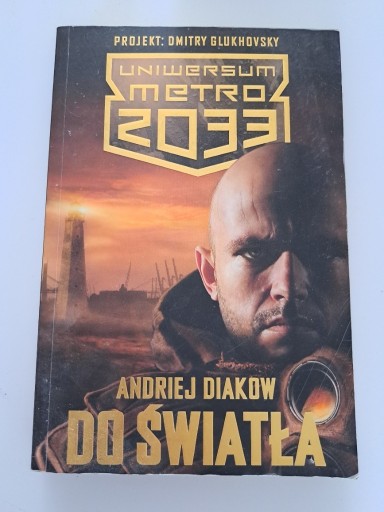 PROJEKT: DMITRY GLUKHOVSKY
UNIWERSUM
METRO
2033
ANDRIEJ DIAKOW
DO ŚWIATŁA